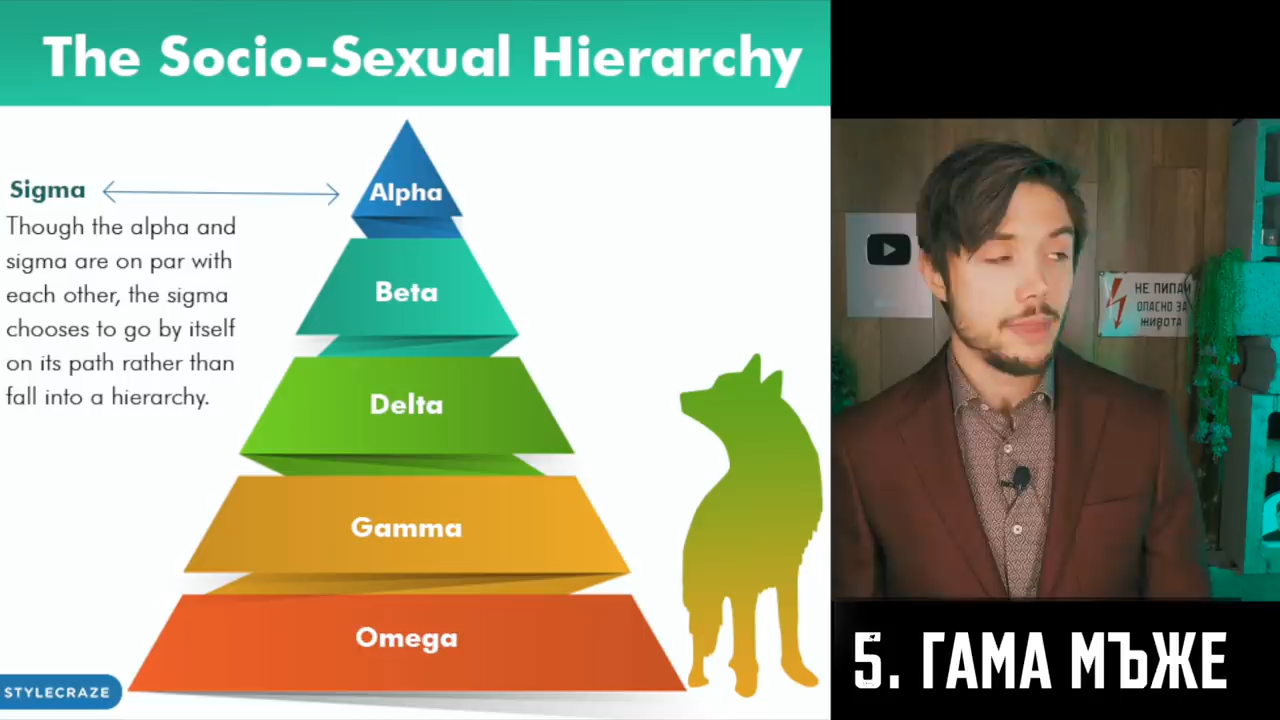 The Socio-Sexual Hierarchy
Sigma
Though the alpha and
sigma are on par with
each other, the sigma
chooses to go by itself
on its path rather than
fall into a hierarchy.
Alpha
Beta
Delta
Gamma
Omega
STYLECRAZE
НЕ ПИПАЙ
ОПАСНО ЗА
живота
5. ГАМА МЪЖЕ